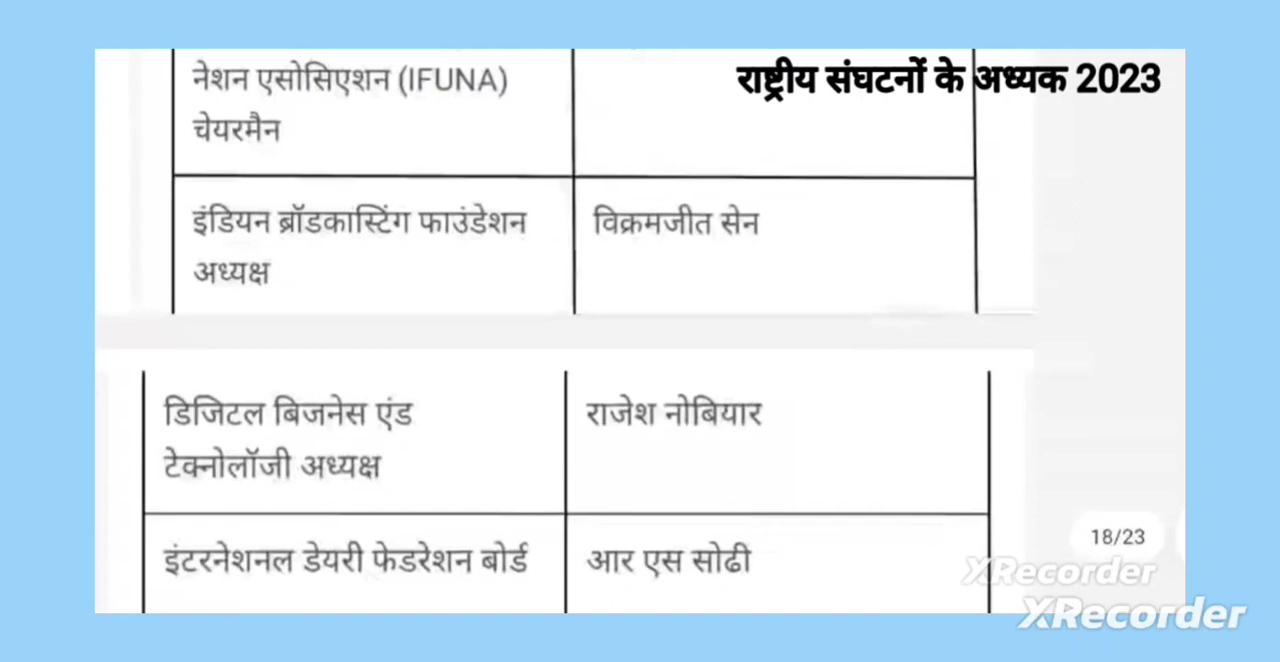 राष्ट्रीय संघटनों के अध्यक 2023
नेशन एसोसिएशन (IFUNA)
चेयरमैन
इंडियन ब्रॉडकास्टिंग फाउंडेशन
अध्यक्ष
विक्रमजीत सेन
डिजिटल बिजनेस एंड
टेक्नोलॉजी अध्यक्ष
राजेश नोबियार
इंटरनेशनल डेयरी फेडरेशन बोर्ड
आर एस सोढी
18/23
XRecorder
XRecorder